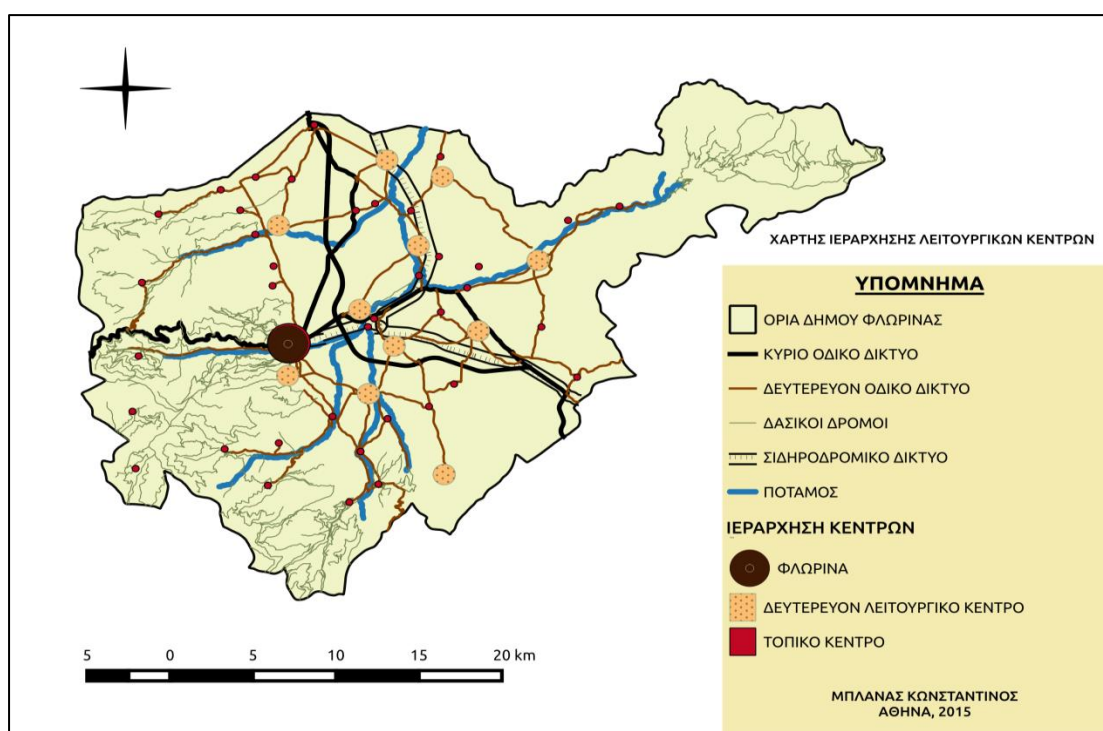 ΧΑΡΤΗΣ ΙΕΡΑΡΧΗΣΗΣ ΛΕΙΤΟΥΡΓΙΚΩΝ ΚΕΝΤΡΩΝ
ΥΠΟΜΝΗΜΑ
ΟΡΙΑ ΔΗΜΟΥ ΦΛΩΡΙΝΑΣ
ΚΥΡΙΟ ΟΔΙΚΟ ΔΙΚΤΥΟ
ΔΕΥΤΕΡΕΥΟΝ ΟΔΙΚΟ ΔΙΚΤΥΟ
ΔΑΣΙΚΟΙ ΔΡΟΜΟΙ
ΣΙΔΗΡΟΔΡΟΜΙΚΟ ΔΙΚΤΥΟ
ΠΟΤΑΜΟΣ
ΙΕΡΑΡΧΗΣΗ ΚΕΝΤΡΩΝ
ΦΛΩΡΙΝΑ
ΔΕΥΤΕΡΕΥΟΝ ΛΕΙΤΟΥΡΓΙΚΟ ΚΕΝΤΡΟ
ΤΟΠΙΚΟ ΚΕΝΤΡΟ
5 0 5 10 15 20 km
ΜΠΛΑΝΑΣ ΚΩΝΣΤΑΝΤΙΝΟΣ
ΑΘΗΝΑ, 2015